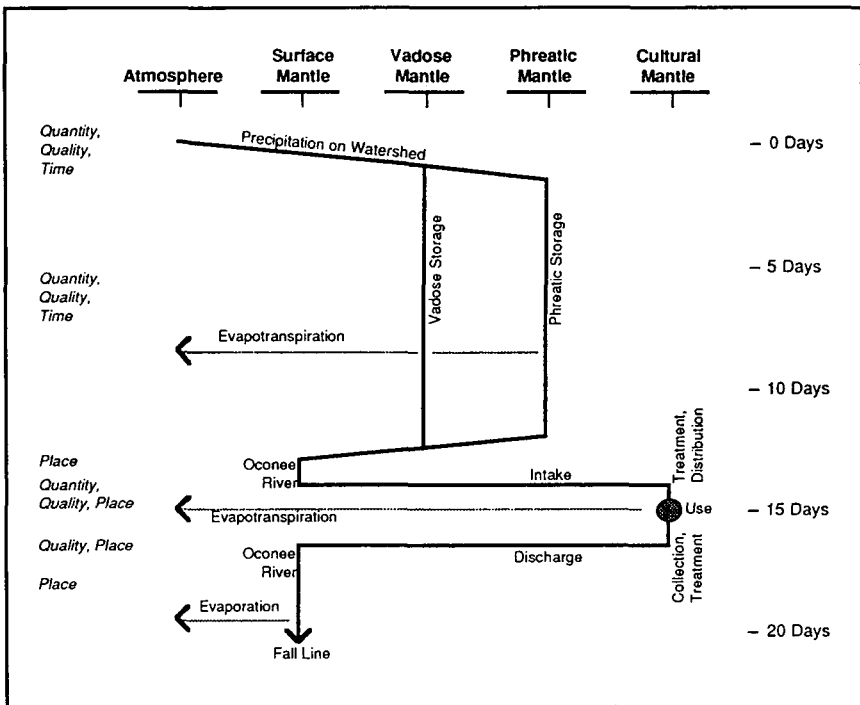 Atmosphere
Surface
Mantle
Vadose
Mantle
Phreatic
Mantle
Cultural
Mantle
Quantity,
Quality,
Time
Precipitation on Watershed
– 0 Days
Vadose Storage
Phreatic Storage
– 5 Days
Quantity,
Quality,
Time
Evapotranspiration
– 10 Days
Treatment,
Distribution
Place
Oconee
River
Intake
Quantity,
Quality, Place
Evapotranspiration
Use
– 15 Days
Quality, Place
Oconee
River
Discharge
Collection,
Treatment
Place
Evaporation
– 20 Days
Fall Line